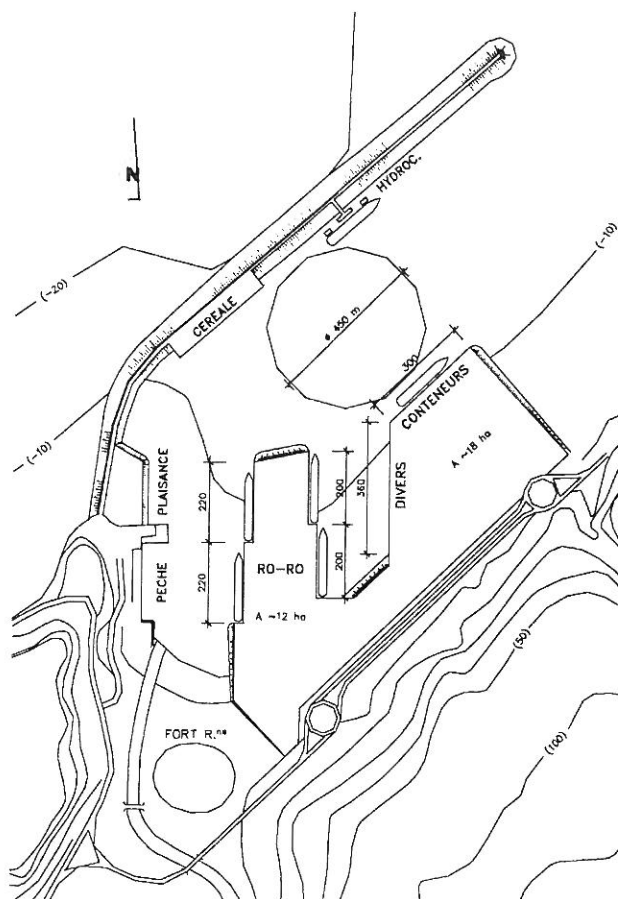 N
HYDROC.
(-20)
(-10)
CEREALE
ø 450 m
300
CONTENEURS
A ~18 ha
(-10)
PLAISANCE
220
200
360
DIVERS
PECHE
220
RO-RO
200
A ~12 ha
(50)
FORT R.ne
(100)